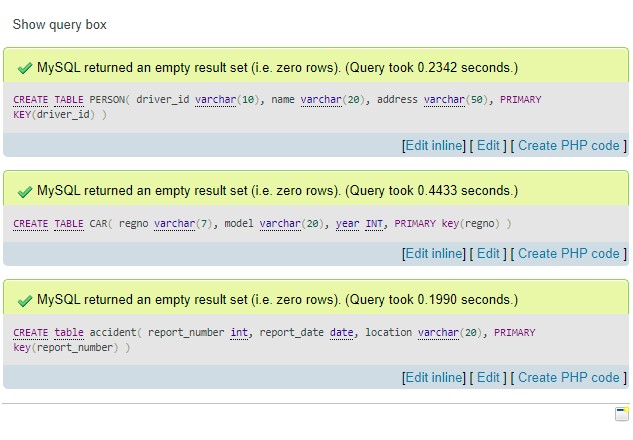 Show query box
MySQL returned an empty result set (i.e. zero rows). (Query took 0.2342 seconds.)
CREATE TABLE PERSON( driver_id varchar(10), name varchar(20), address varchar(50), PRIMARY
KEY(driver_id) )
[Edit inline] [ Edit ] [ Create PHP code ]
MySQL returned an empty result set (i.e. zero rows). (Query took 0.4433 seconds.)
CREATE TABLE CAR( regno varchar(7), model varchar(20), year INT, PRIMARY key(regno) )
[Edit inline] [ Edit ] [ Create PHP code ]
MySQL returned an empty result set (i.e. zero rows). (Query took 0.1990 seconds.)
CREATE table accident( report_number int, report_date date, location varchar(20), PRIMARY
key(report_number) )
[Edit inline] [ Edit ] [ Create PHP code ]